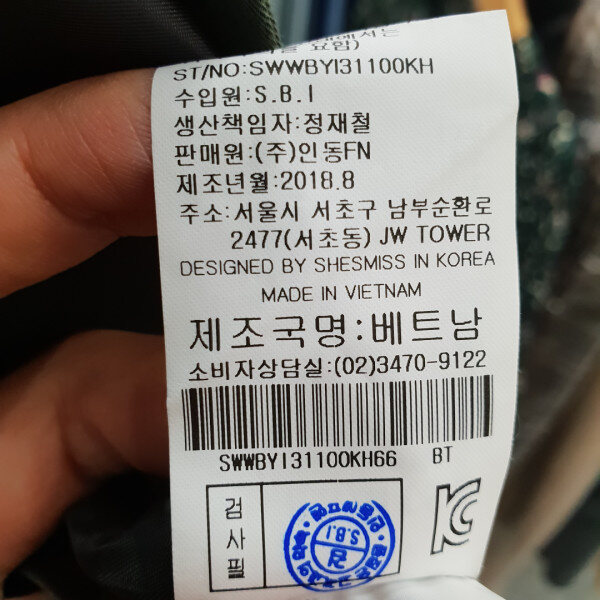 요함)
ST/NO:SWWBYI31100KH
수입원:S.B.I
생산책임자:정재철
판매원:(주)인동FN
제조년월:2018.8
주소:서울시 서초구 남부순환로
2477(서초동) JW TOWER
DESIGNED BY SHESMISS IN KOREA
MADE IN VIETNAM
제조국명:베트남
소비자상담실:(02)3470-9122
SWWBYI31100KH66 BT
검사필
S.B.I